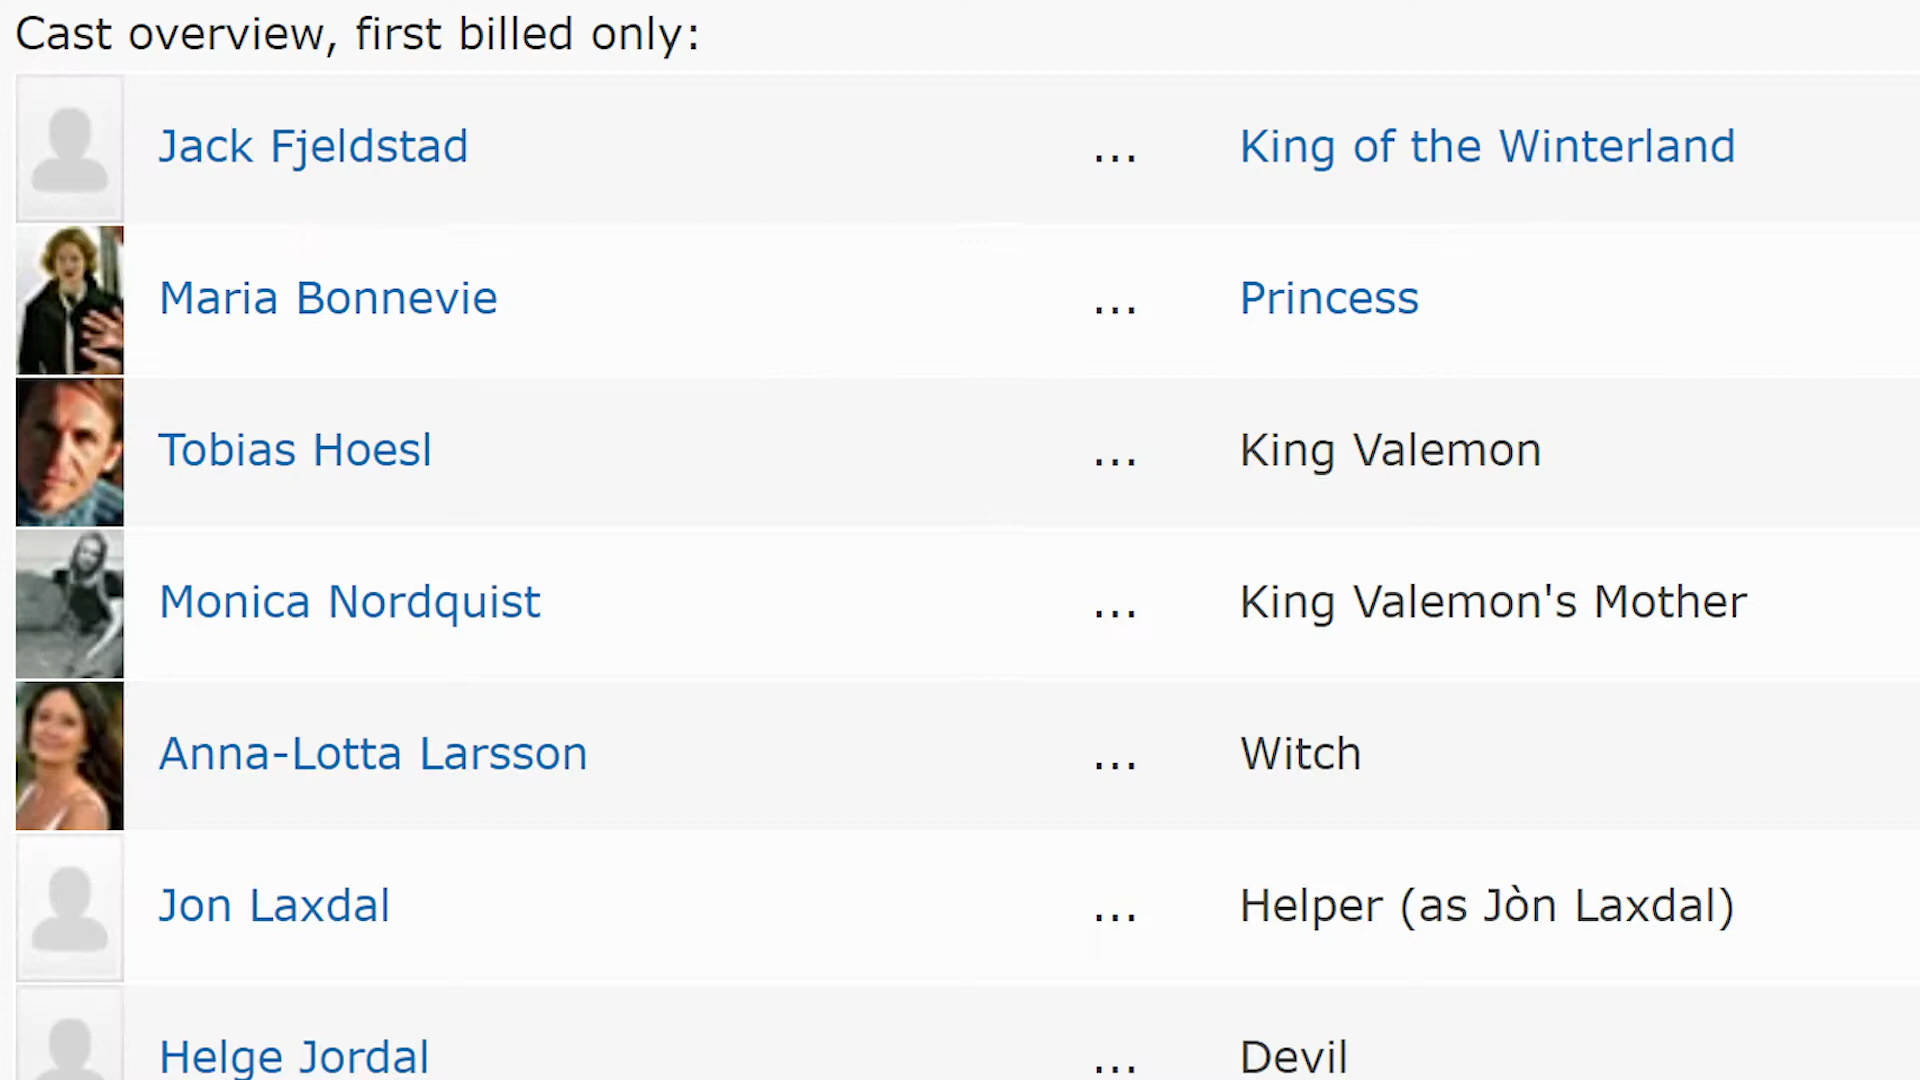 Cast overview, first billed only:
Jack Fjeldstad ... King of the Winterland
Maria Bonnevie ... Princess
Tobias Hoesl ... King Valemon
Monica Nordquist ... King Valemon's Mother
Anna-Lotta Larsson ... Witch
Jon Laxdal ... Helper (as Jòn Laxdal)
Helge Jordal ... Devil